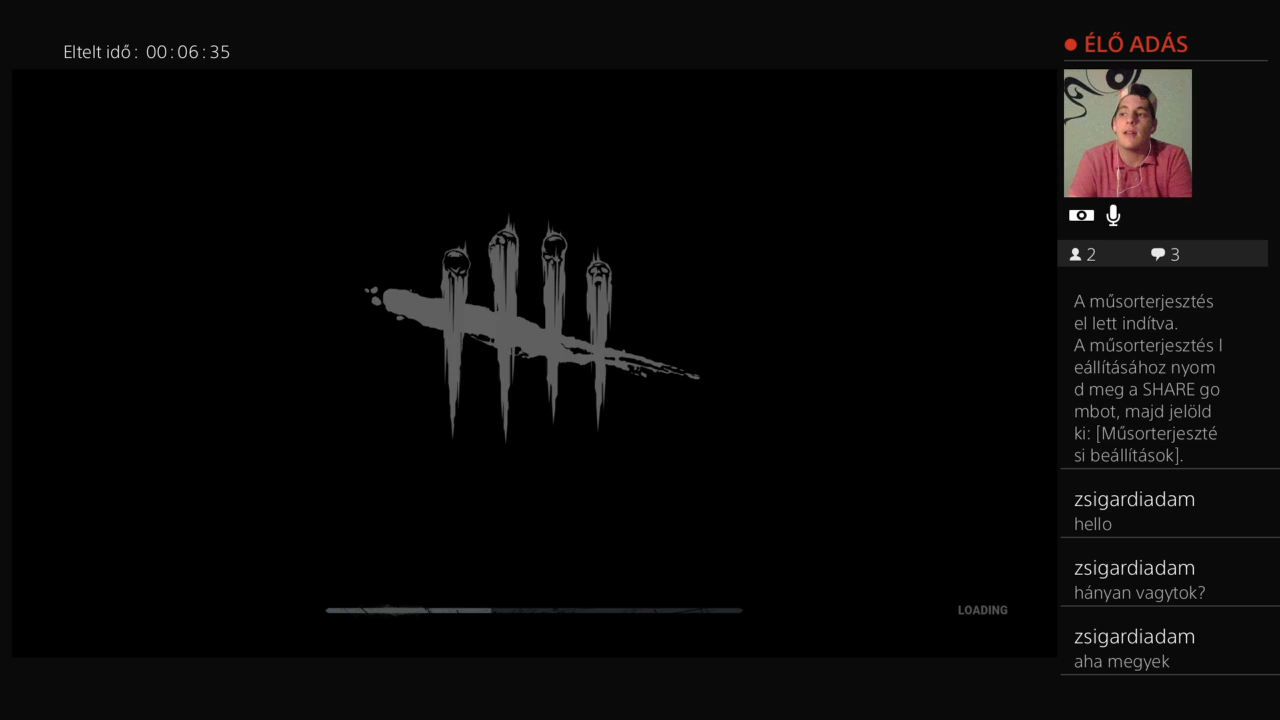 Eltelt idő : 00:06:35
ÉLŐ ADÁS
2
3
A műsorterjesztés
el lett indítva.
A műsorterjesztés l
eállításához nyom
d meg a SHARE go
mbot, majd jelöld
ki: [Műsorterjeszté
si beállítások].
zsigardiadam
hello
zsigardiadam
hányan vagytok?
zsigardiadam
aha megyek
LOADING